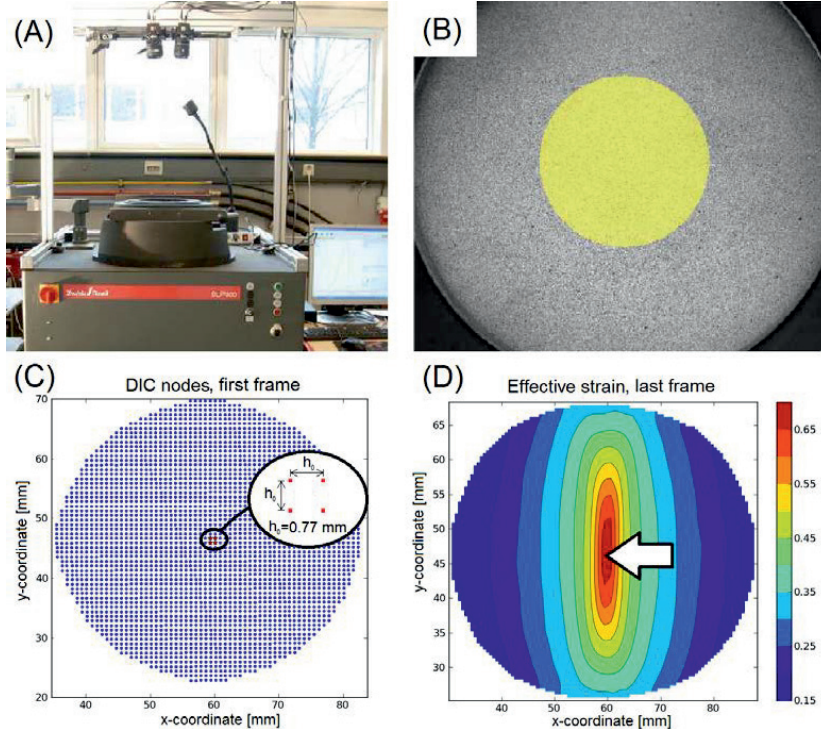 (A)
SLP900
(B)
(C)
DIC nodes, first frame
70
60
50
40
30
20
y-coordinate [mm]
40
50
60
70
80
x-coordinate [mm]
h₀
h₀
h₀=0.77 mm
(D)
Effective strain, last frame
65
60
55
50
45
40
35
30
y-coordinate [mm]
40
50
60
70
80
x-coordinate [mm]
0.65
0.55
0.45
0.35
0.25
0.15